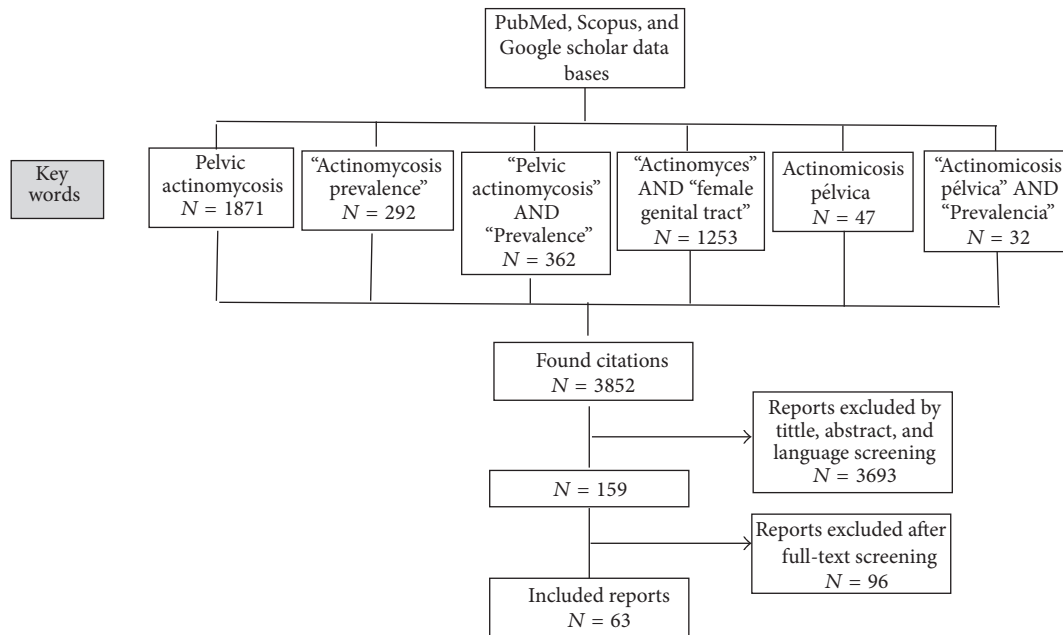 PubMed, Scopus, and
Google scholar data
bases
Key
words
Pelvic
actinomycosis
N = 1871
“Actinomycosis
prevalence”
N = 292
“Pelvic
actinomycosis”
AND
“Prevalence”
N = 362
“Actinomyces”
AND “female
genital tract”
N = 1253
Actinomicosis
pélvica
N = 47
“Actinomicosis
pélvica” AND
“Prevalencia”
N = 32
Found citations
N = 3852
Reports excluded by
tittle, abstract, and
language screening
N = 3693
N = 159
Reports excluded after
full-text screening
N = 96
Included reports
N = 63